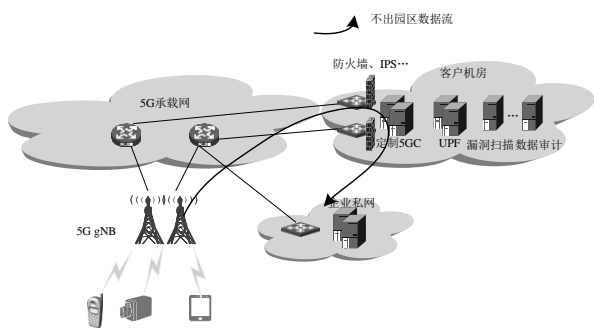 不出园区数据流
防火墙、IPS…
客户机房
5G承载网
定制5GC
UPF
漏洞扫描
…
数据审计
企业私网
5G gNB